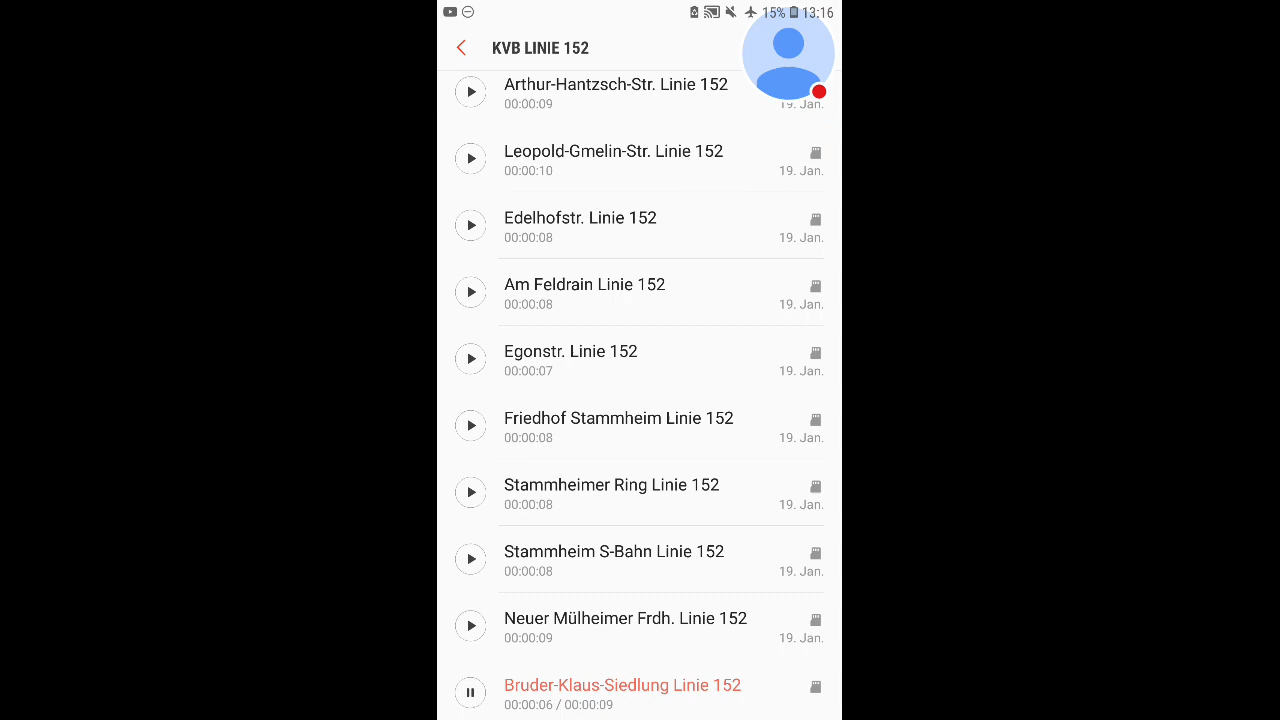 15% 13:16
KVB LINIE 152
Arthur-Hantzsch-Str. Linie 152
00:00:09 19. Jan.
Leopold-Gmelin-Str. Linie 152
00:00:10 19. Jan.
Edelhofstr. Linie 152
00:00:08 19. Jan.
Am Feldrain Linie 152
00:00:08 19. Jan.
Egonstr. Linie 152
00:00:07 19. Jan.
Friedhof Stammheim Linie 152
00:00:08 19. Jan.
Stammheimer Ring Linie 152
00:00:08 19. Jan.
Stammheim S-Bahn Linie 152
00:00:08 19. Jan.
Neuer Mülheimer Frdh. Linie 152
00:00:09 19. Jan.
Bruder-Klaus-Siedlung Linie 152
00:00:06 / 00:00:09